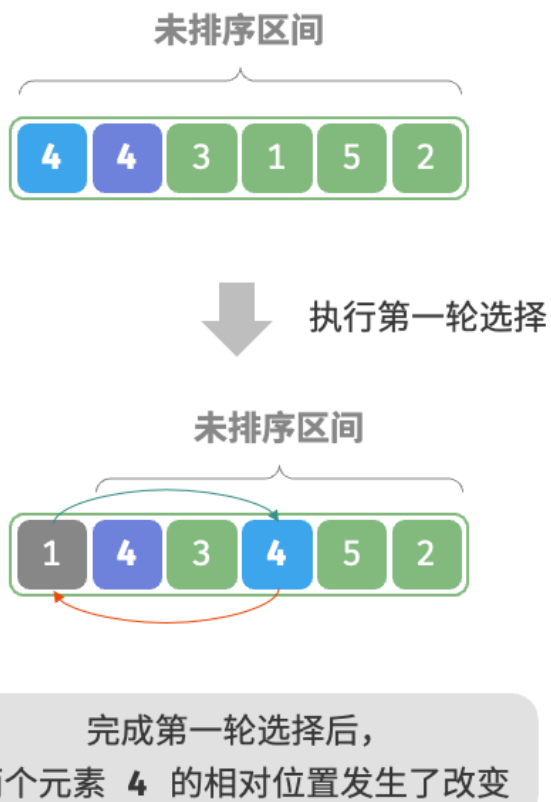 未排序区间
4 4 3 1 5 2
执行第一轮选择
未排序区间
1 4 3 4 5 2
完成第一轮选择后，
个元素 4 的相对位置发生了改变